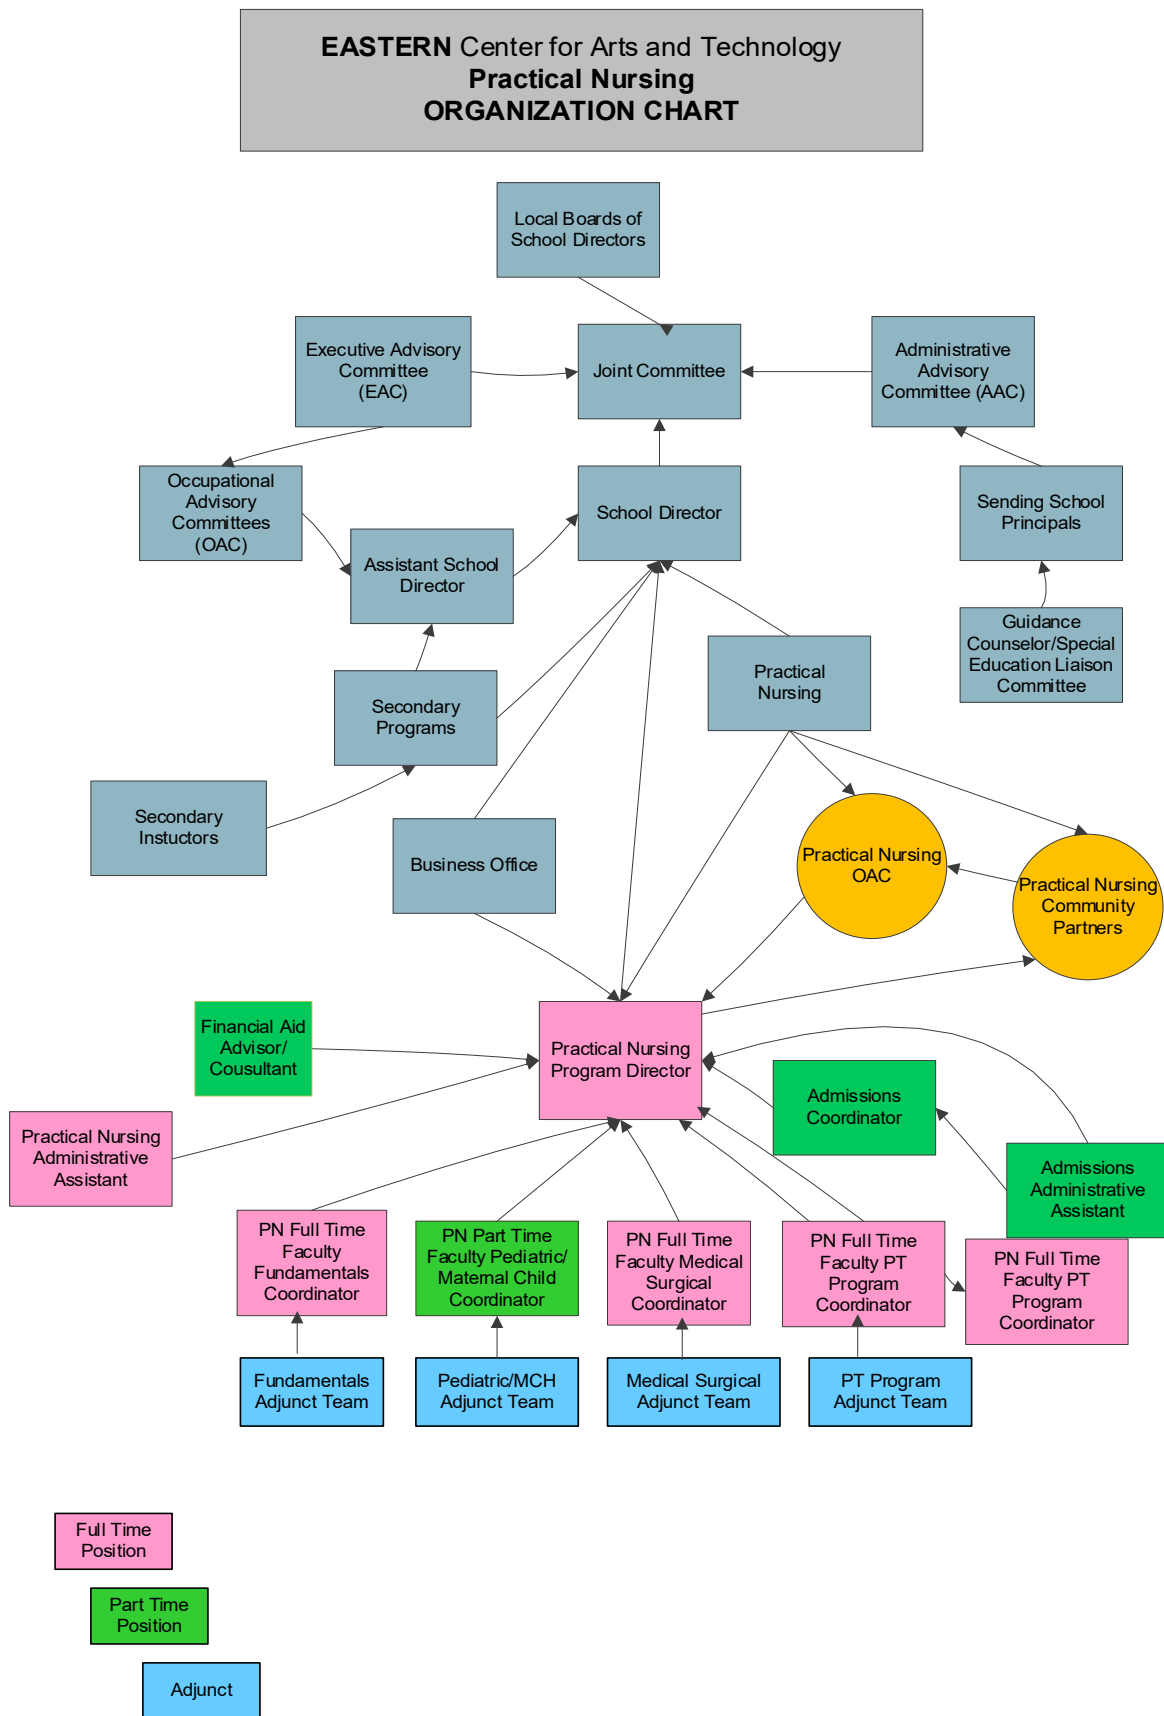 EASTERN Center for Arts and Technology
Practical Nursing
ORGANIZATION CHART
Local Boards of
School Directors
Executive Advisory
Committee
(EAC)
Joint Committee
Administrative
Advisory
Committee (AAC)
Occupational
Advisory
Committees
(OAC)
School Director
Sending School
Principals
Assistant School
Director
Guidance
Counselor/Special
Education Liaison
Committee
Practical
Nursing
Secondary
Programs
Secondary
Instuctors
Business Office
Practical Nursing
OAC
Practical Nursing
Community
Partners
Financial Aid
Advisor/
Cousultant
Practical Nursing
Program Director
Admissions
Coordinator
Practical Nursing
Administrative
Assistant
Admissions
Administrative
Assistant
PN Full Time
Faculty
Fundamentals
Coordinator
PN Part Time
Faculty Pediatric/
Maternal Child
Coordinator
PN Full Time
Faculty Medical
Surgical
Coordinator
PN Full Time
Faculty PT
Program
Coordinator
PN Full Time
Faculty PT
Program
Coordinator
Fundamentals
Adjunct Team
Pediatric/MCH
Adjunct Team
Medical Surgical
Adjunct Team
PT Program
Adjunct Team
Full Time
Position
Part Time
Position
Adjunct